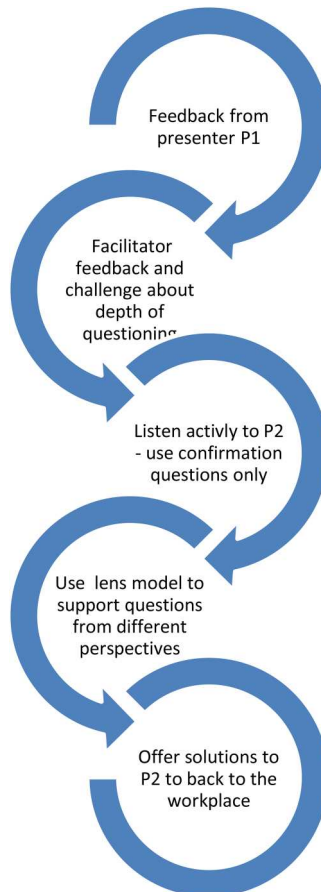 Feedback from
presenter P1
Facilitator
feedback and
challenge about
depth of
questioning
Listen activly to P2
- use confirmation
questions only
Use lens model to
support questions
from different
perspectives
Offer solutions to
P2 to back to the
workplace